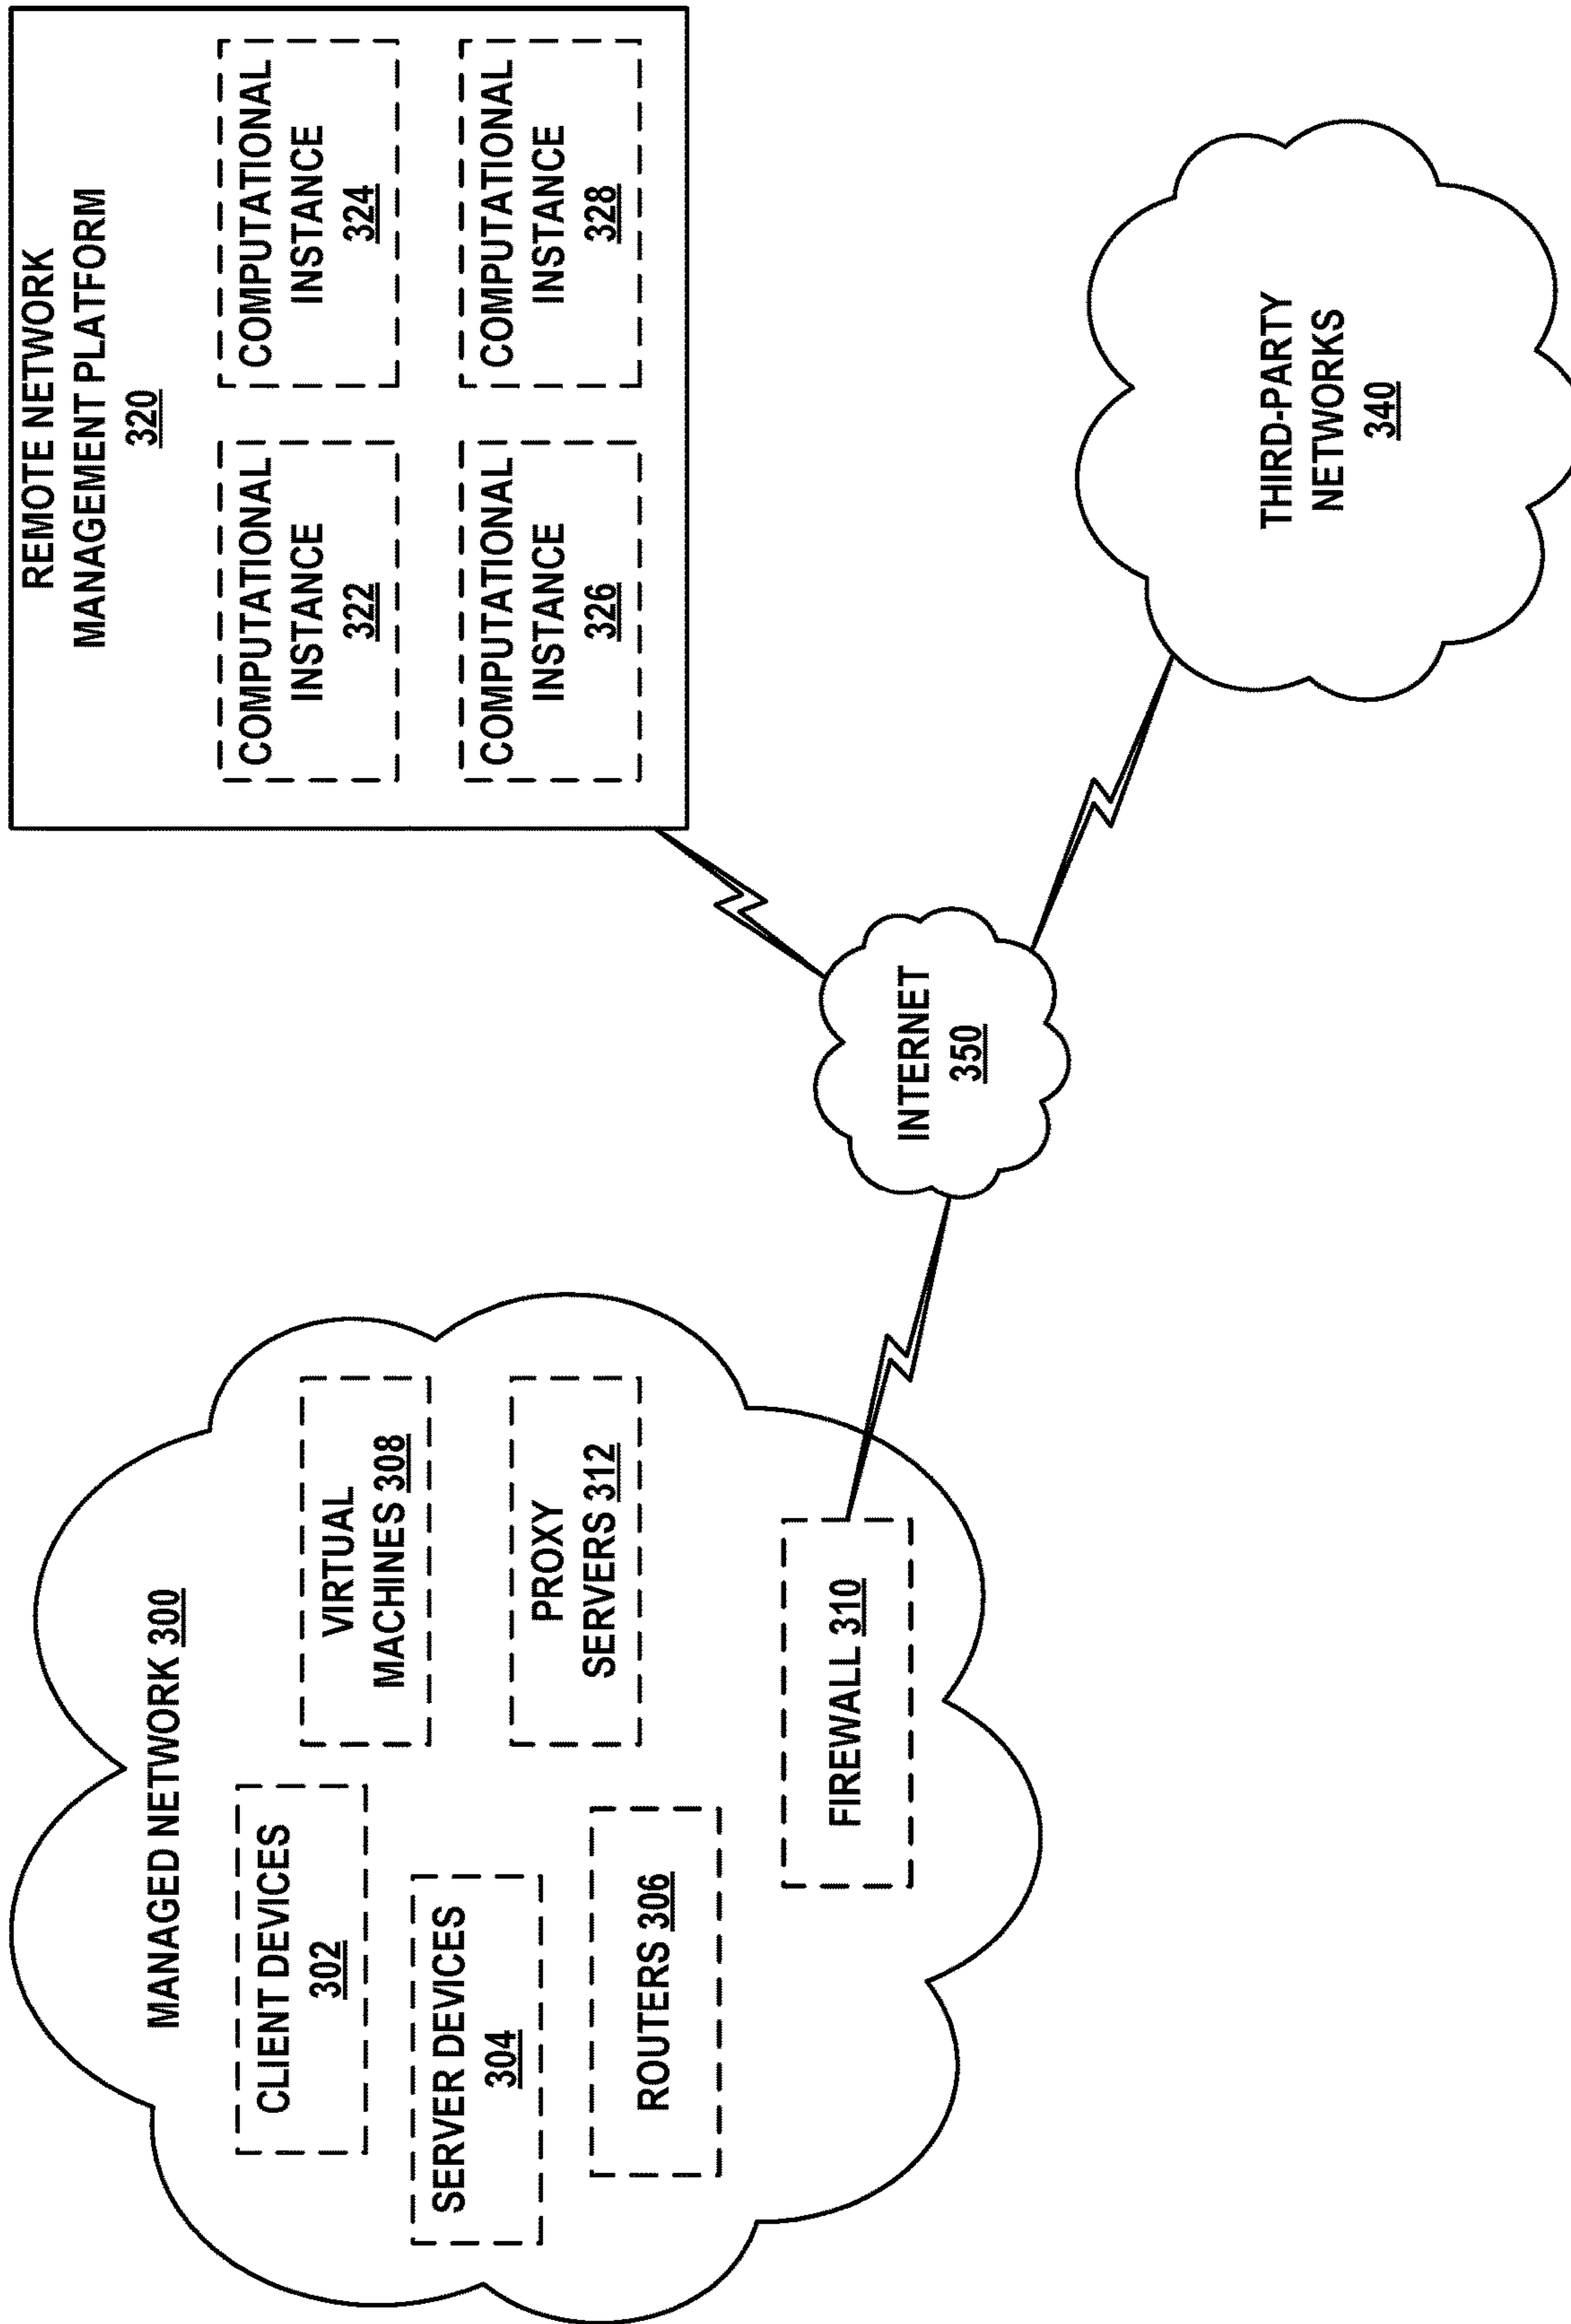 MANAGED NETWORK 300
CLIENT DEVICES
302
SERVER DEVICES
304
ROUTERS 306
VIRTUAL
MACHINES 308
PROXY
SERVERS 312
FIREWALL 310
INTERNET
350
REMOTE NETWORK
MANAGEMENT PLATFORM
320
COMPUTATIONAL
INSTANCE
322
COMPUTATIONAL
INSTANCE
324
COMPUTATIONAL
INSTANCE
326
COMPUTATIONAL
INSTANCE
328
THIRD-PARTY
NETWORKS
340